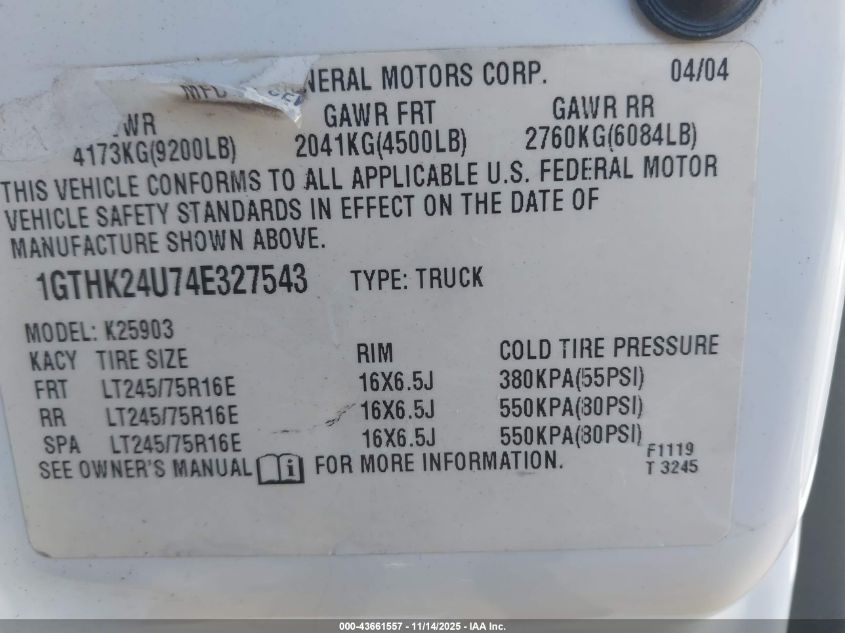 MFD NERAL MOTORS CORP. 04/04
WR GAWR FRT GAWR RR
4173KG(9200LB) 2041KG(4500LB) 2760KG(6084LB)
THIS VEHICLE CONFORMS TO ALL APPLICABLE U.S. FEDERAL MOTOR
VEHICLE SAFETY STANDARDS IN EFFECT ON THE DATE OF
MANUFACTURE SHOWN ABOVE.
1GTHK24U74E327543 TYPE: TRUCK
MODEL: K25903
KACY TIRE SIZE RIM COLD TIRE PRESSURE
FRT LT245/75R16E 16X6.5J 380KPA(55PSI)
RR LT245/75R16E 16X6.5J 550KPA(80PSI)
SPA LT245/75R16E 16X6.5J 550KPA(80PSI)
SEE OWNER'S MANUAL i FOR MORE INFORMATION.
F1119
T 3245
000-43661557 - 11/14/2025 - IAA Inc.